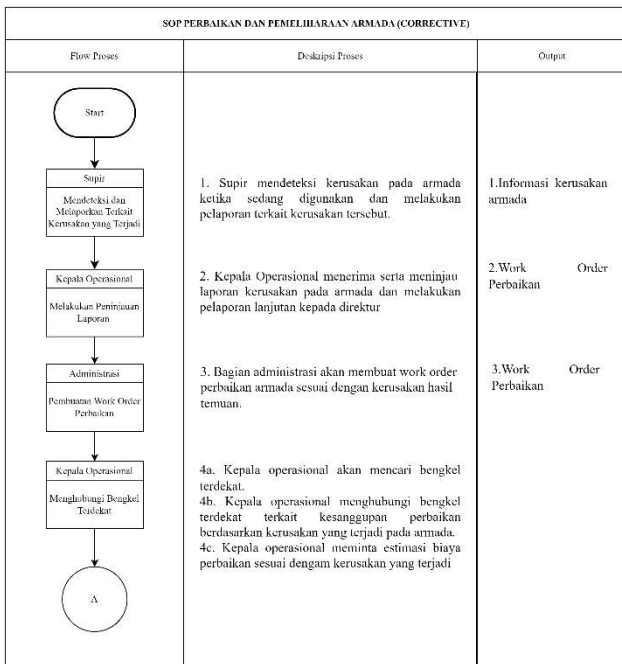 SOP PERBAIKAN DAN PEMELIHARAAN ARMADA (CORRECTIVE)
Flow Proses
Deskripsi Proses
Output
Start
Supir
Mendeteksi dan
Melaporkan Terkait
Kerusakan yang Terjadi
1. Supir mendeteksi kerusakan pada armada
ketika sedang digunakan dan melakukan
pelaporan terkait kerusakan tersebut.
1.Informasi kerusakan
armada
Kepala Operasional
Melakukan Peninjauan
Laporan
2. Kepala Operasional menerima serta meninjau
laporan kerusakan pada armada dan melakukan
pelaporan lanjutan kepada direktur
2.Work Order
Perbaikan
Administrasi
Pembuatan Work Order
Perbaikan
3. Bagian administrasi akan membuat work order
perbaikan armada sesuai dengan kerusakan hasil
temuan.
3.Work Order
Perbaikan
Kepala Operasional
Menghubungi Bengkel
Terdekat
4a. Kepala operasional akan mencari bengkel
terdekat.
4b. Kepala operasional menghubungi bengkel
terdekat terkait kesanggupan perbaikan
berdasarkan kerusakan yang terjadi pada armada.
4c. Kepala operasional meminta estimasi biaya
perbaikan sesuai dengam kerusakan yang terjadi
A